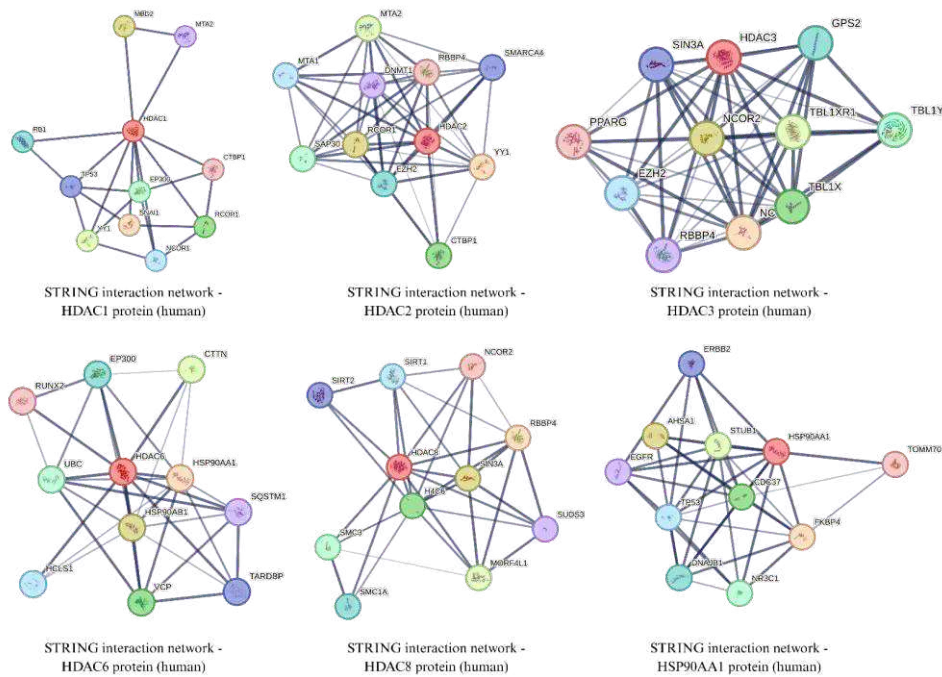 MBD2
MTA2
HDAC1
RB1
CTBP1
TP53
EP300
SNAI1
RCOR1
YY1
NCOR1
STRING interaction network -
HDAC1 protein (human)
MTA2
RBBP4
SMARCA4
MTA1
DNMT1
HDAC2
RCOR1
SAP30
YY1
EZH2
CTBP1
STRING interaction network -
HDAC2 protein (human)
GPS2
HDAC3
SIN3A
TBL1XR1
TBL1Y
NCOR2
PPARG
EZH2
TBL1X
NC
RBBP4
STRING interaction network -
HDAC3 protein (human)
EP300
CTTN
RUNX2
HDAC6
HSP90AA1
UBC
SQSTM1
HSP90AB1
HCLS1
VCP
TARDBP
STRING interaction network -
HDAC6 protein (human)
SIRT1
NCOR2
SIRT2
RBBP4
HDAC8
SIN3A
H4C6
SUDS3
SMC3
MORF4L1
SMC1A
STRING interaction network -
HDAC8 protein (human)
ERBB2
AHSA1
STUB1
HSP90AA1
TOMM70
EGFR
CDC37
TP53
FKBP4
DNAJB1
NR3C1
STRING interaction network -
HSP90AA1 protein (human)